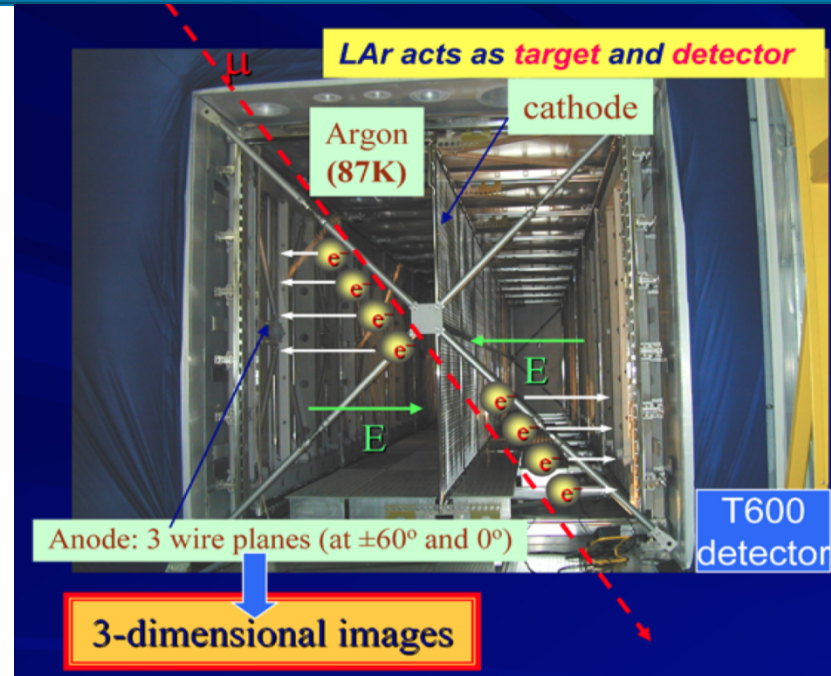 μ
LAr acts as target and detector
cathode
Argon
(87K)
e⁻
e⁻
e⁻
e⁻
E
E
e⁻
e⁻
e⁻
e⁻
Anode: 3 wire planes (at ±60° and 0°)
T600
detector
3-dimensional images